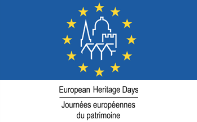 European Heritage Days
Journées européennes
du patrimoine